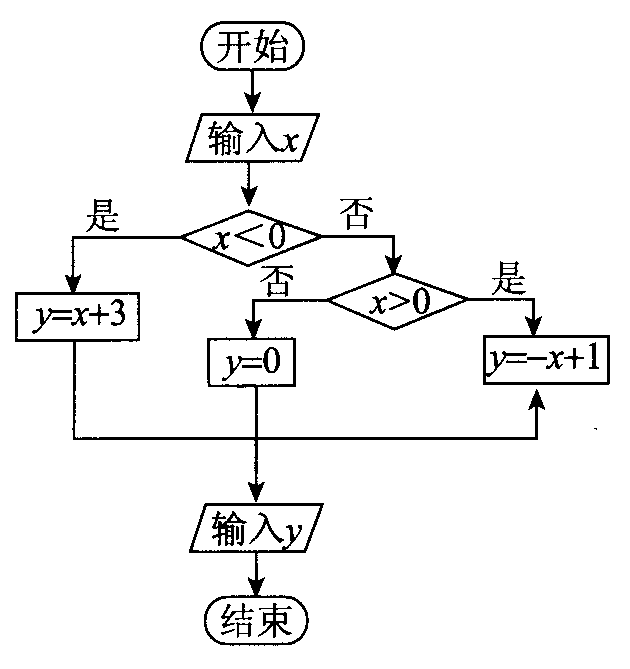 开始
输入x
是
x<0
否
否
x>0
是
y=x+3
y=0
y=-x+1
输入y
结束